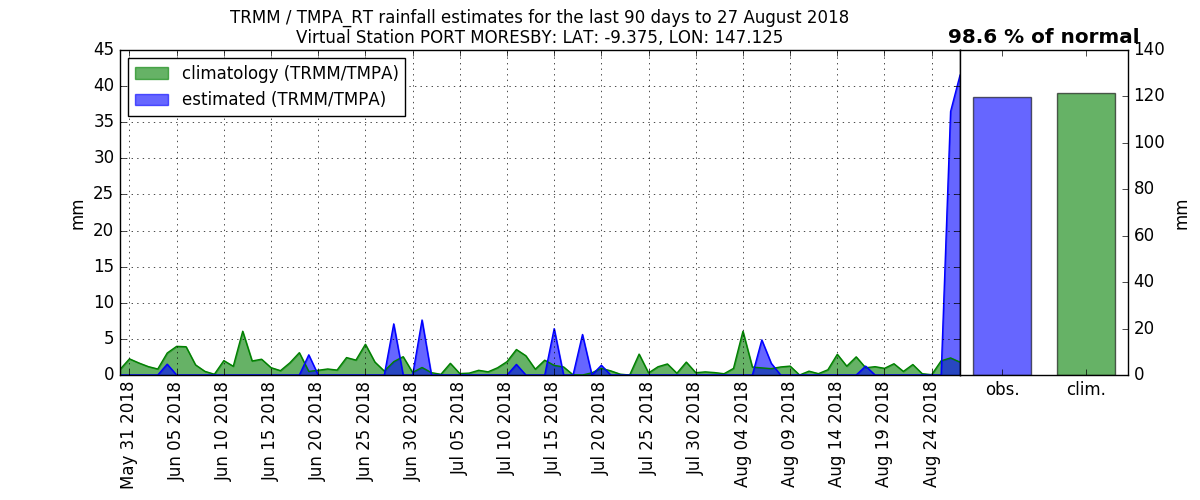 TRMM / TMPA_RT rainfall estimates for the last 90 days to 27 August 2018
Virtual Station PORT MORESBY: LAT: -9.375, LON: 147.125
98.6 % of normal
climatology (TRMM/TMPA)
estimated (TRMM/TMPA)
45
40
35
30
25
20
15
10
5
0
mm
May 31 2018
Jun 05 2018
Jun 10 2018
Jun 15 2018
Jun 20 2018
Jun 25 2018
Jun 30 2018
Jul 05 2018
Jul 10 2018
Jul 15 2018
Jul 20 2018
Jul 25 2018
Jul 30 2018
Aug 04 2018
Aug 09 2018
Aug 14 2018
Aug 19 2018
Aug 24 2018
140
120
100
80
60
40
20
0
mm
obs.
clim.